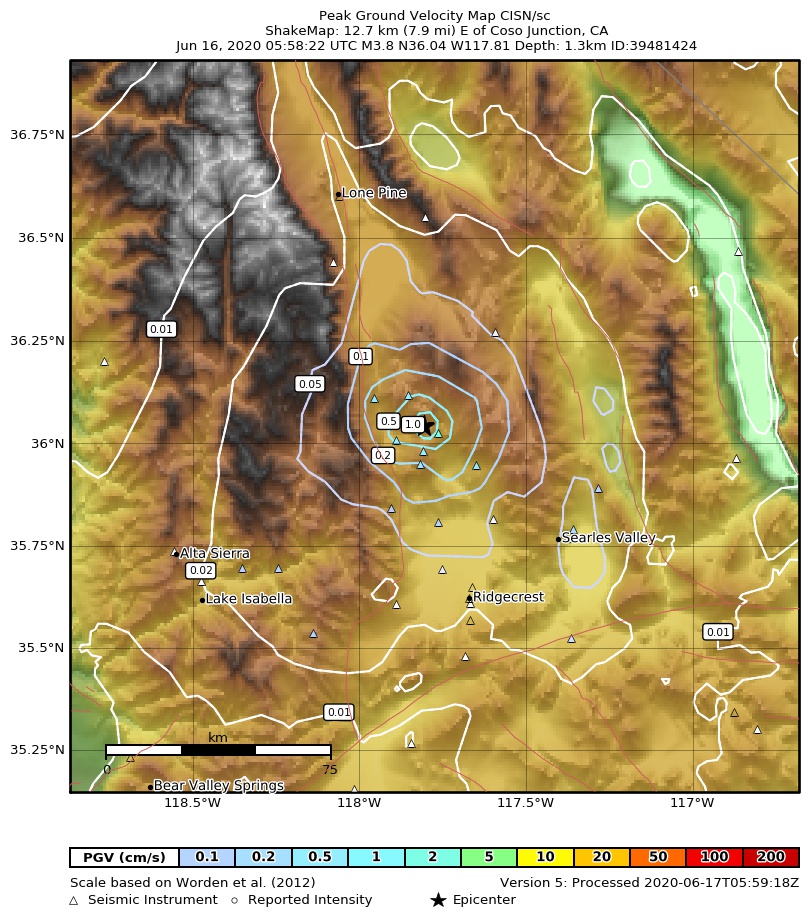 Peak Ground Velocity Map CISN/sc
ShakeMap: 12.7 km (7.9 mi) E of Coso Junction, CA
Jun 16, 2020 05:58:22 UTC M3.8 N36.04 W117.81 Depth: 1.3km ID:39481424
36.75°N
Lone Pine
36.5°N
0.01
36.25°N
0.1
0.05
0.5
1.0
36°N
0.2
35.75°N
Alta Sierra
Searles Valley
0.02
Lake Isabella
Ridgecrest
0.01
35.5°N
0.01
km
35.25°N
0
75
Bear Valley Springs
118.5°W
118°W
117.5°W
117°W
PGV (cm/s)
0.1
0.2
0.5
1
2
5
10
20
50
100
200
Scale based on Worden et al. (2012)
Version 5: Processed 2020-06-17T05:59:18Z
Seismic Instrument
Reported Intensity
Epicenter